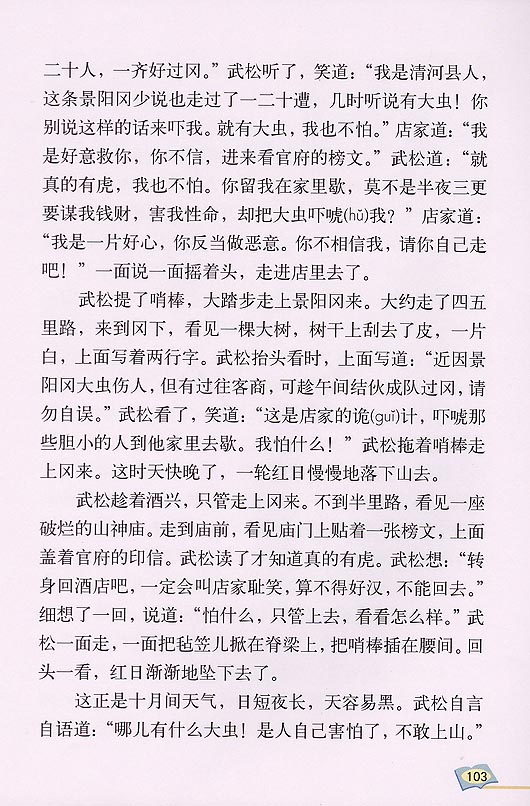 二十人，一齐好过冈。”武松听了，笑道：“我是清河县人，
这条景阳冈少说也走过了一二十遭，几时听说有大虫！你
别说这样的话来吓我。就有大虫，我也不怕。”店家道：“我
是好意救你，你不信，进来看官府的榜文。”武松道：“就
真的有虎，我也不怕。你留我在家里歇，莫不是半夜三更
要谋我钱财，害我性命，却把大虫吓唬(hǔ)我？”店家道：
“我是一片好心，你反当做恶意。你不相信我，请你自己走
吧！”一面说一面摇着头，走进店里去了。
武松提了哨棒，大踏步走上景阳冈来。大约走了四五
里路，来到冈下，看见一棵大树，树干上刮去了皮，一片
白，上面写着两行字。武松抬头看时，上面写道：“近因景
阳冈大虫伤人，但有过往客商，可趁午间结伙成队过冈，请
勿自误。”武松看了，笑道：“这是店家的诡(guǐ)计，吓唬那
些胆小的人到他家里去歇。我怕什么！”武松拖着哨棒走
上冈来。这时天快晚了，一轮红日慢慢地落下山去。
武松趁着酒兴，只管走上冈来。不到半里路，看见一座
破烂的山神庙。走到庙前，看见庙门上贴着一张榜文，上面
盖着官府的印信。武松读了才知道真的有虎。武松想：“转
身回酒店吧，一定会叫店家耻笑，算不得好汉，不能回去。”
细想了一回，说道：“怕什么，只管上去，看看怎么样。”武
松一面走，一面把毡笠儿掀在脊梁上，把哨棒插在腰间。回
头一看，红日渐渐地坠下去了。
这正是十月间天气，日短夜长，天容易黑。武松自言
自语道：“哪儿有什么大虫！是人自己害怕了，不敢上山。”
103